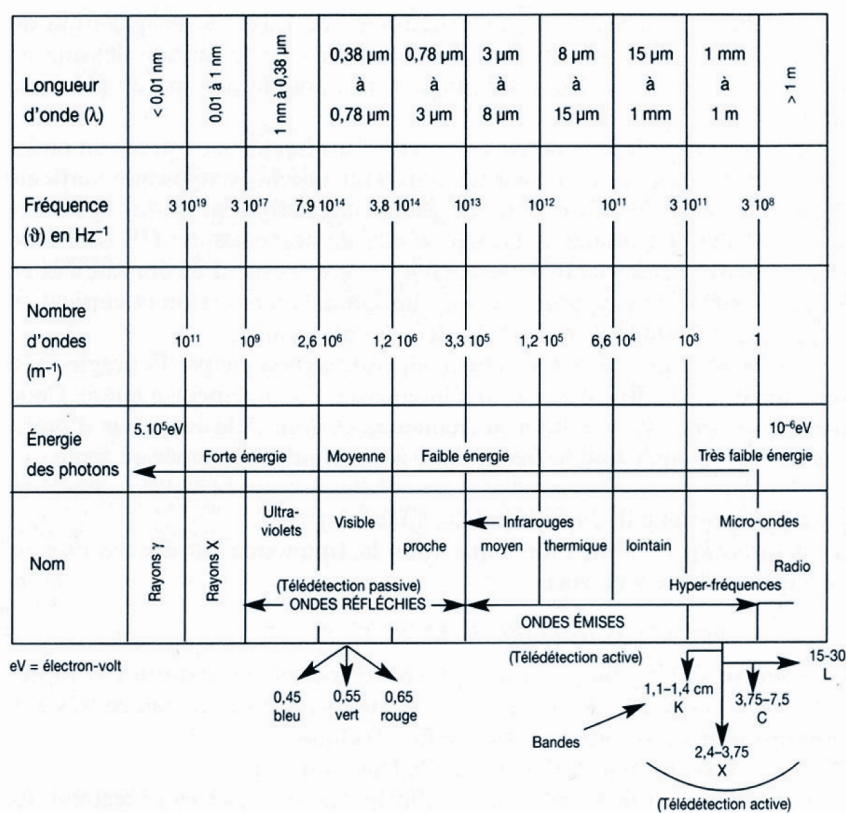 Longueur
d'onde (λ)
< 0,01 nm
0,01 à 1 nm
1 nm à 0,38 µm
0,38 µm
à
0,78 µm
0,78 µm
à
3 µm
3 µm
à
8 µm
8 µm
à
15 µm
15 µm
à
1 mm
1 mm
à
1 m
> 1 m
Fréquence
(ϑ) en Hz⁻¹
3 10¹⁹
3 10¹⁷
7,9 10¹⁴
3,8 10¹⁴
10¹³
10¹²
10¹¹
3 10¹¹
3 10⁸
Nombre
d'ondes
(m⁻¹)
10¹¹
10⁹
2,6 10⁶
1,2 10⁶
3,3 10⁵
1,2 10⁵
6,6 10⁴
10³
1
Énergie
des photons
5.10⁵eV
10⁻⁶eV
Forte énergie
Moyenne
Faible énergie
Très faible énergie
Nom
Rayons γ
Rayons X
Ultra-
violets
Visible
Infrarouges
proche
moyen
thermique
lointain
Micro-ondes
Radio
Hyper-fréquences
(Télédétection passive)
ONDES RÉFLÉCHIES
ONDES ÉMISES
eV = électron-volt
0,45
bleu
0,55
vert
0,65
rouge
(Télédétection active)
15-30
L
1,1–1,4 cm
K
3,75–7,5
C
Bandes
2,4–3,75
X
(Télédétection active)